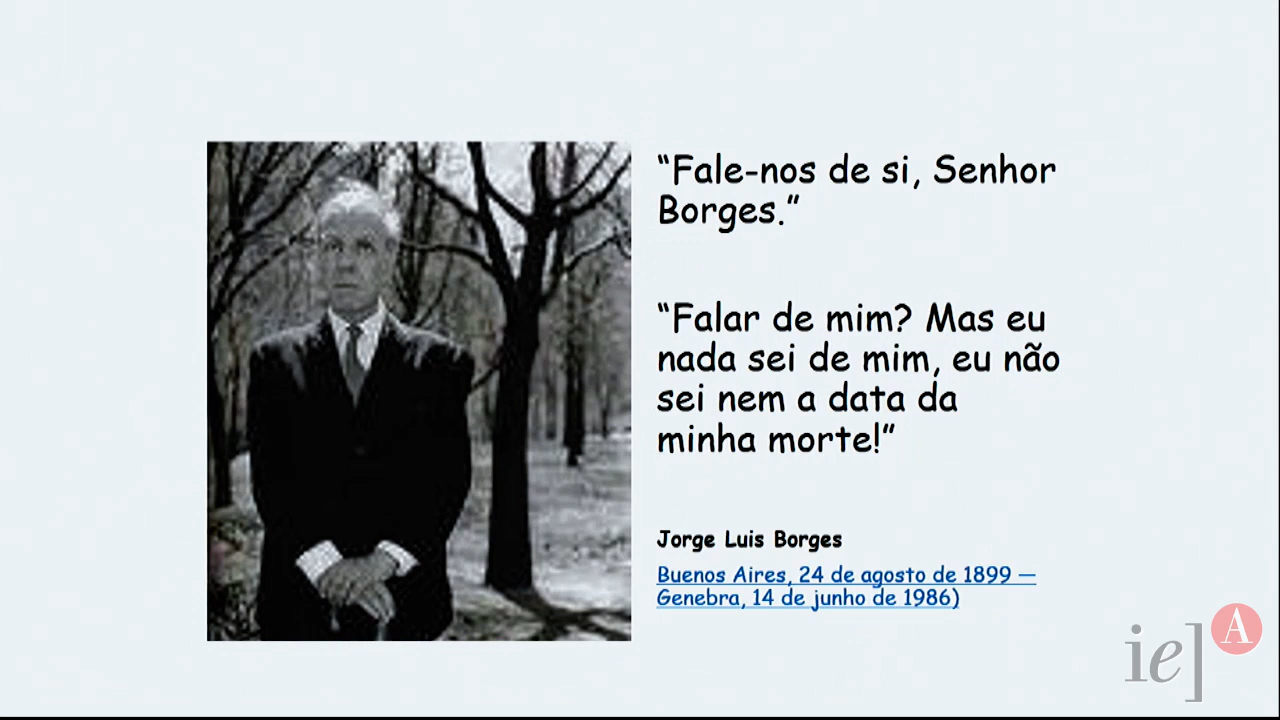 “Fale-nos de si, Senhor
Borges.”
“Falar de mim? Mas eu
nada sei de mim, eu não
sei nem a data da
minha morte!”
Jorge Luis Borges
Buenos Aires, 24 de agosto de 1899 —
Genebra, 14 de junho de 1986)
ie] A